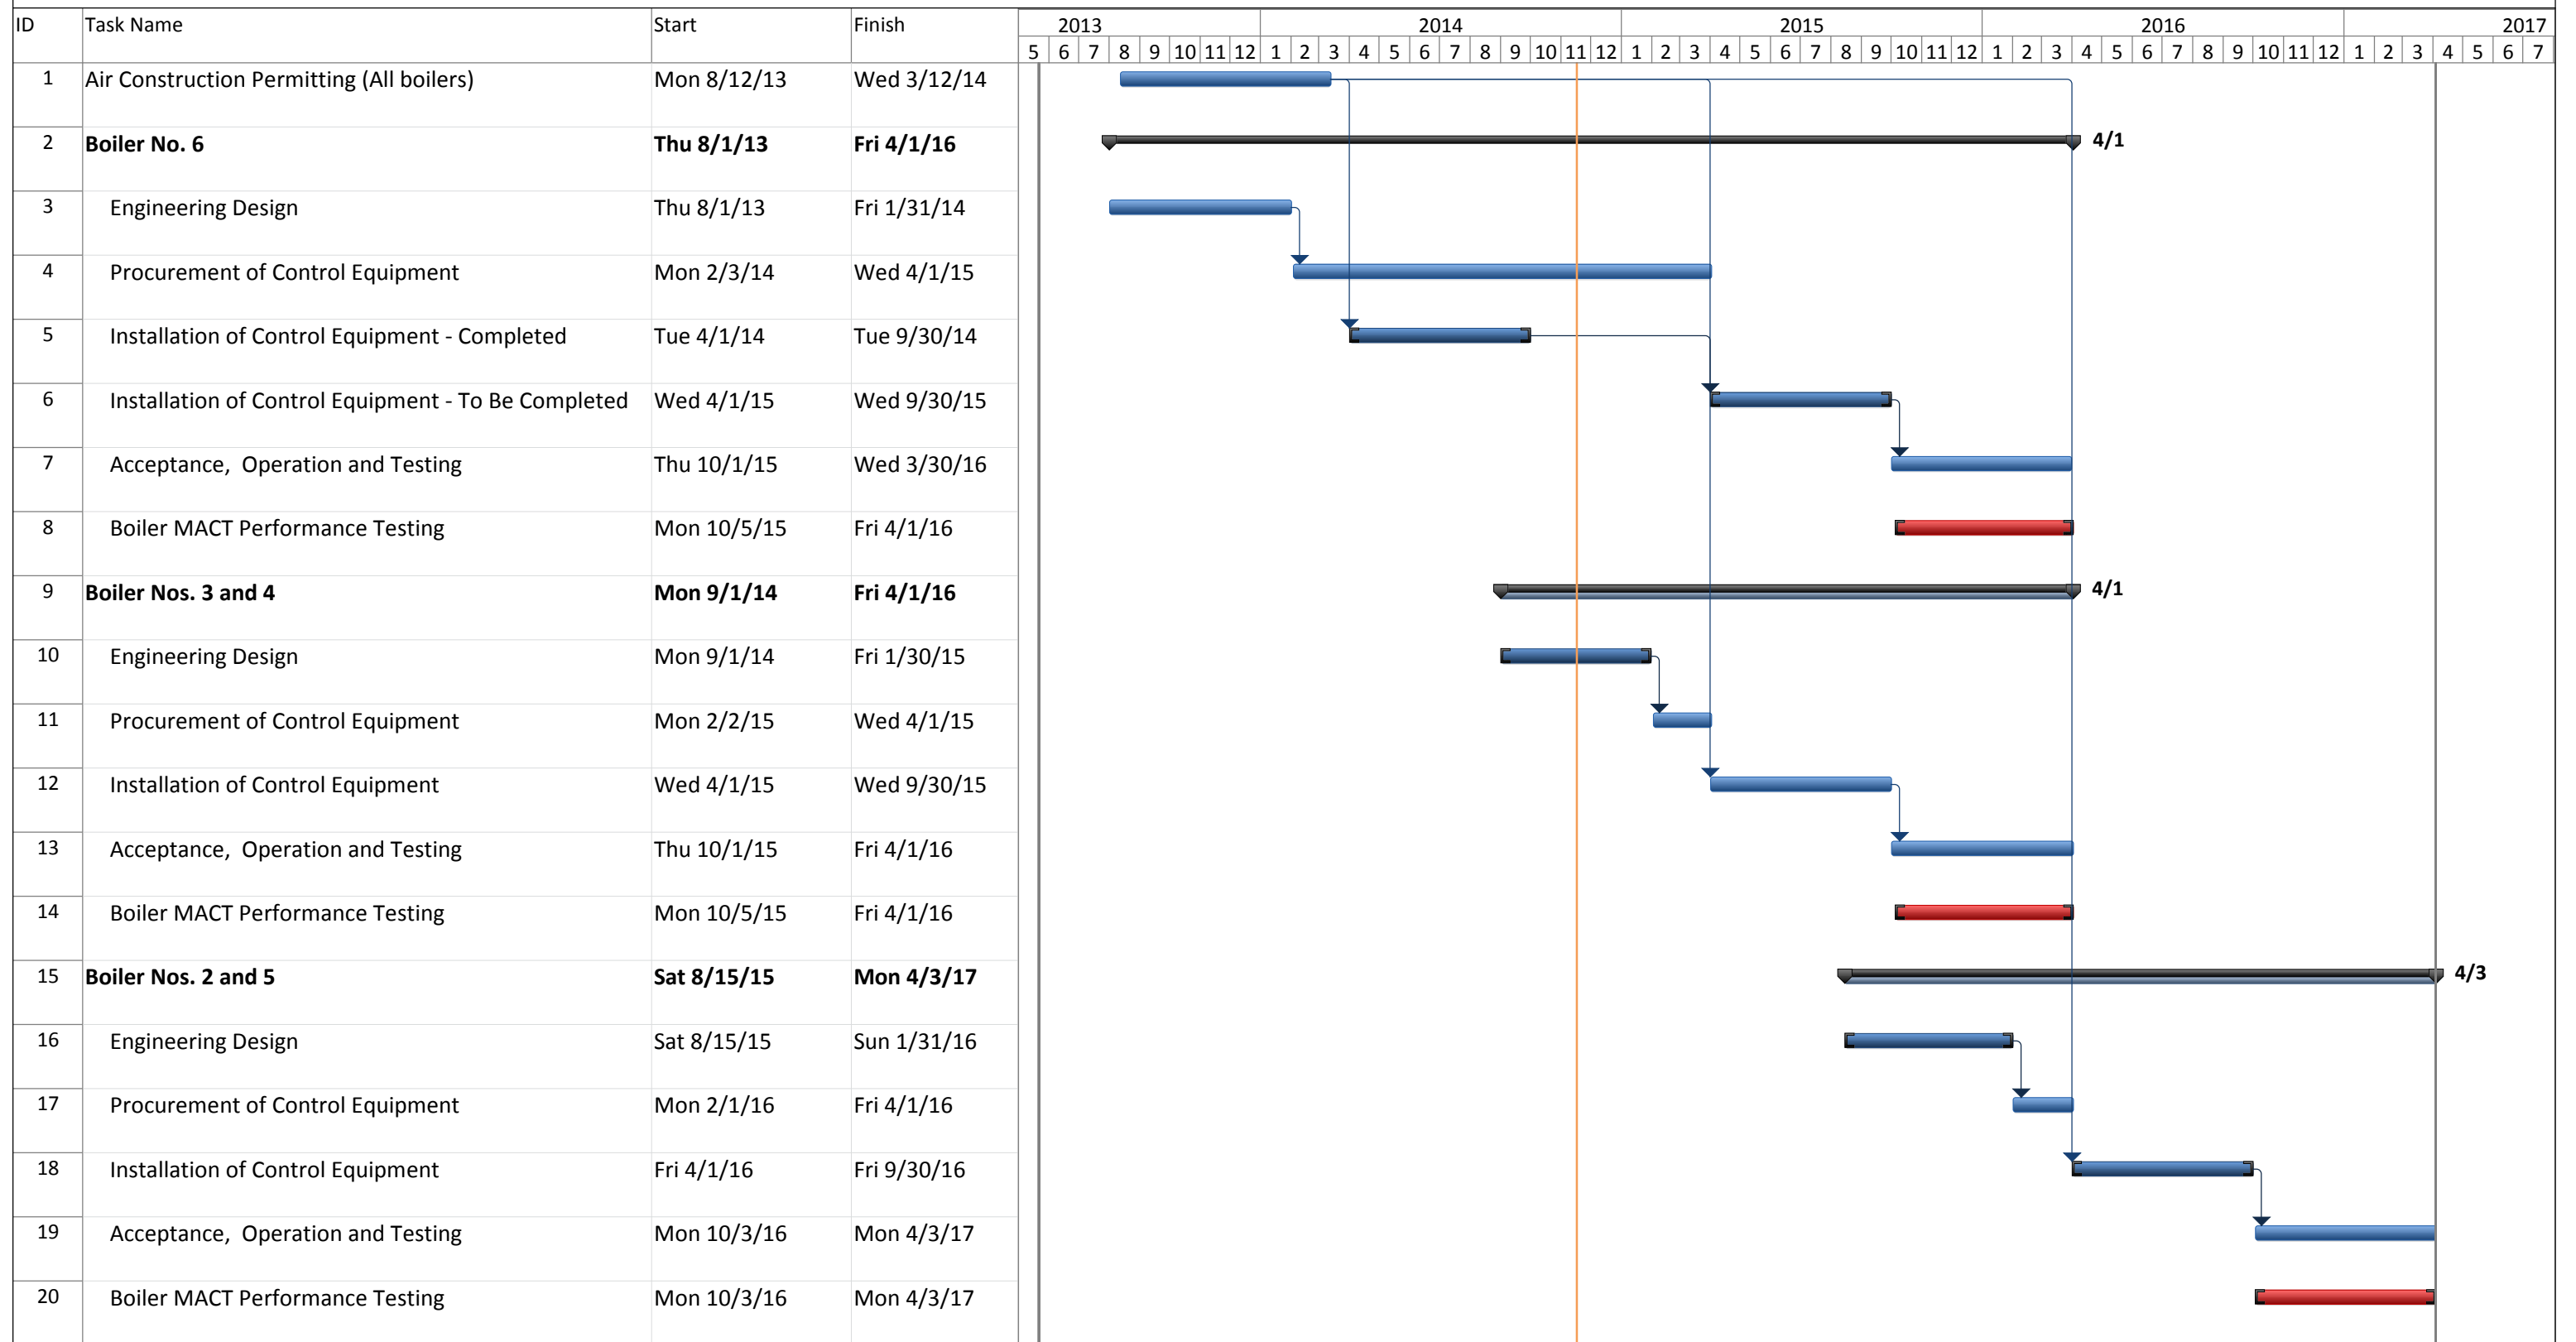 ID Task Name Start Finish 2013 2014 2015 2016 2017
5 6 7 8 9 10 11 12 1 2 3 4 5 6 7 8 9 10 11 12 1 2 3 4 5 6 7 8 9 10 11 12 1 2 3 4 5 6 7 8 9 10 11 12 1 2 3 4 5 6 7
1 Air Construction Permitting (All boilers) Mon 8/12/13 Wed 3/12/14
2 Boiler No. 6 Thu 8/1/13 Fri 4/1/16 4/1
3 Engineering Design Thu 8/1/13 Fri 1/31/14
4 Procurement of Control Equipment Mon 2/3/14 Wed 4/1/15
5 Installation of Control Equipment - Completed Tue 4/1/14 Tue 9/30/14
6 Installation of Control Equipment - To Be Completed Wed 4/1/15 Wed 9/30/15
7 Acceptance, Operation and Testing Thu 10/1/15 Wed 3/30/16
8 Boiler MACT Performance Testing Mon 10/5/15 Fri 4/1/16
9 Boiler Nos. 3 and 4 Mon 9/1/14 Fri 4/1/16 4/1
10 Engineering Design Mon 9/1/14 Fri 1/30/15
11 Procurement of Control Equipment Mon 2/2/15 Wed 4/1/15
12 Installation of Control Equipment Wed 4/1/15 Wed 9/30/15
13 Acceptance, Operation and Testing Thu 10/1/15 Fri 4/1/16
14 Boiler MACT Performance Testing Mon 10/5/15 Fri 4/1/16
15 Boiler Nos. 2 and 5 Sat 8/15/15 Mon 4/3/17 4/3
16 Engineering Design Sat 8/15/15 Sun 1/31/16
17 Procurement of Control Equipment Mon 2/1/16 Fri 4/1/16
18 Installation of Control Equipment Fri 4/1/16 Fri 9/30/16
19 Acceptance, Operation and Testing Mon 10/3/16 Mon 4/3/17
20 Boiler MACT Performance Testing Mon 10/3/16 Mon 4/3/17